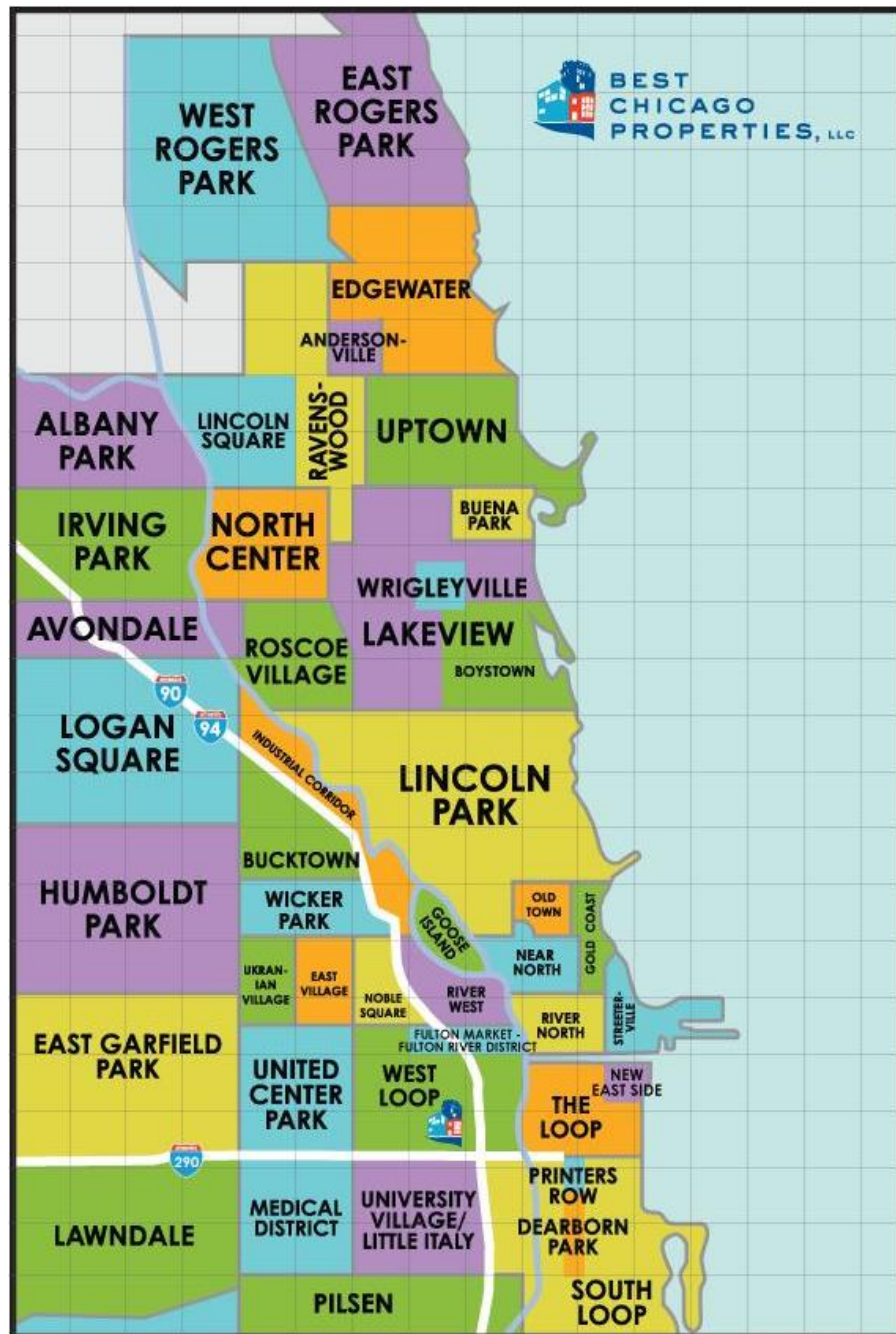 BEST
CHICAGO
PROPERTIES, LLC
EAST
ROGERS
PARK
WEST
ROGERS
PARK
EDGEWATER
ANDERSON-
VILLE
ALBANY
PARK
LINCOLN
SQUARE
RAVENS-
WOOD
UPTOWN
IRVING
PARK
NORTH
CENTER
BUENA
PARK
WRIGLEYVILLE
AVONDALE
ROSCOE
VILLAGE
LAKEVIEW
BOYSTOWN
90
94
LOGAN
SQUARE
INDUSTRIAL CORRIDOR
LINCOLN
PARK
BUCKTOWN
HUMBOLDT
PARK
WICKER
PARK
GOOSE
ISLAND
OLD
TOWN
GOLD COAST
UKRAN-
IAN
VILLAGE
EAST
VILLAGE
NOBLE
SQUARE
NEAR
NORTH
RIVER
WEST
RIVER
NORTH
STREETER-
VILLE
EAST GARFIELD
PARK
FULTON MARKET -
FULTON RIVER DISTRICT
UNITED
CENTER
PARK
WEST
LOOP
NEW
EAST SIDE
THE
LOOP
290
PRINTERS
ROW
LAWNDALE
MEDICAL
DISTRICT
UNIVERSITY
VILLAGE/
LITTLE ITALY
DEARBORN
PARK
PILSEN
SOUTH
LOOP